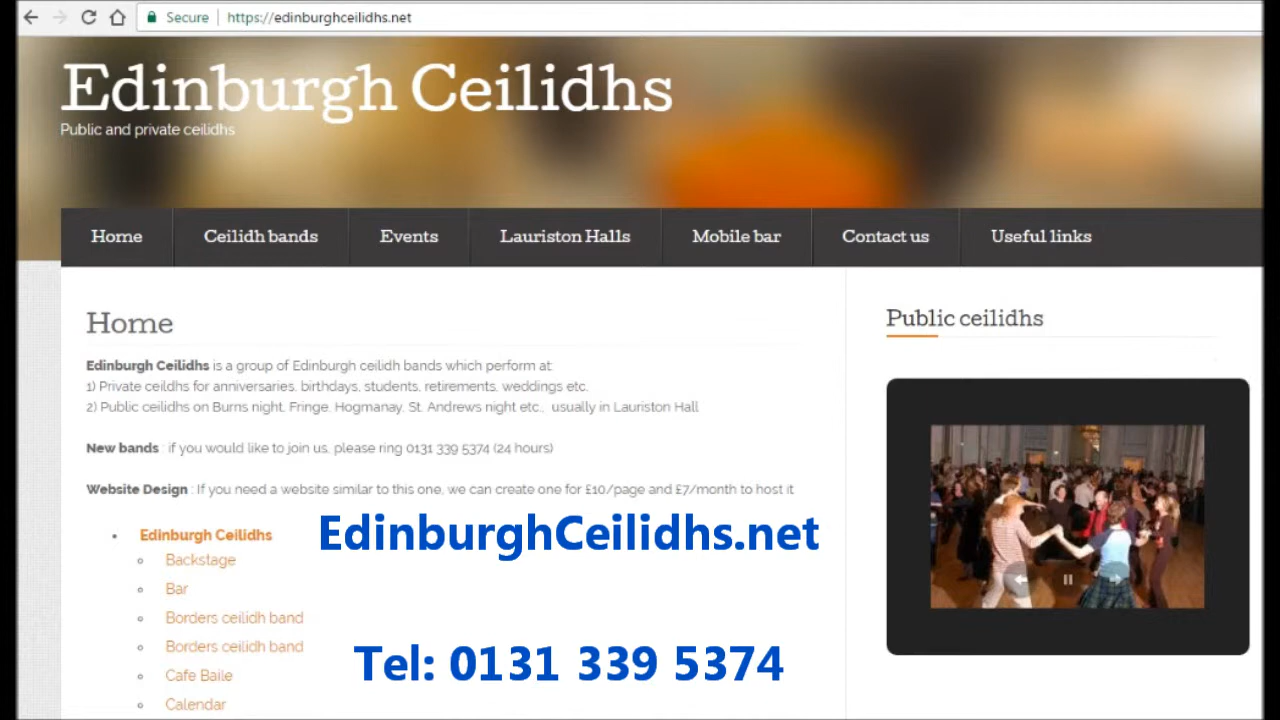 Secure
https://edinburghceilidhs.net
Edinburgh Ceilidhs
Public and private ceilidhs
Home
Ceilidh bands
Events
Lauriston Halls
Mobile bar
Contact us
Useful links
Home
Edinburgh Ceilidhs is a group of Edinburgh ceilidh bands which perform at:
1) Private ceildhs for anniversaries, birthdays, students, retirements, weddings etc.
2) Public ceilidhs on Burns night, Fringe, Hogmanay, St. Andrews night etc., usually in Lauriston Hall
New bands : if you would like to join us, please ring 0131 339 5374 (24 hours)
Website Design : If you need a website similar to this one, we can create one for £10/page and £7/month to host it
Edinburgh Ceilidhs
Backstage
Bar
Borders ceilidh band
Borders ceilidh band
Cafe Baile
Calendar
EdinburghCeilidhs.net
Tel: 0131 339 5374
Public ceilidhs